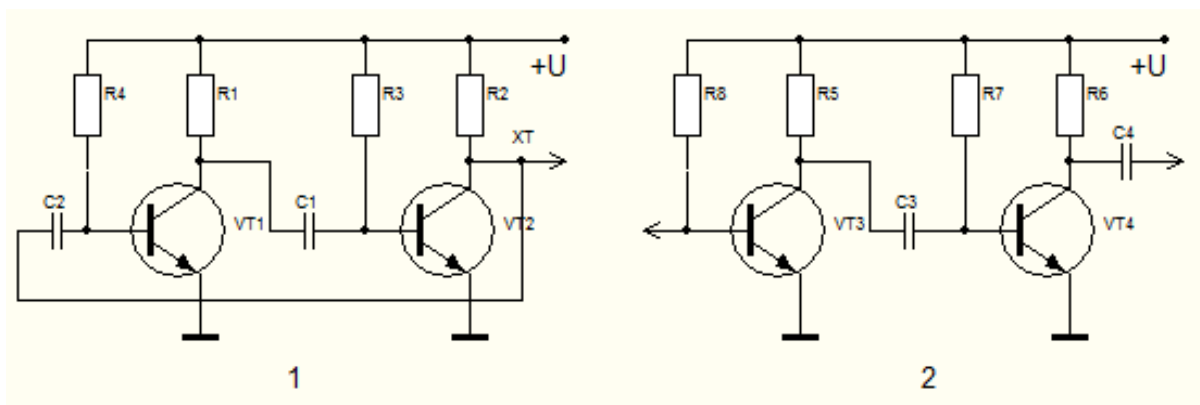 +U
+U
R4
R1
R3
R2
R8
R5
R7
R6
XT
C4
C2
C1
C3
VT1
VT2
VT3
VT4
1
2